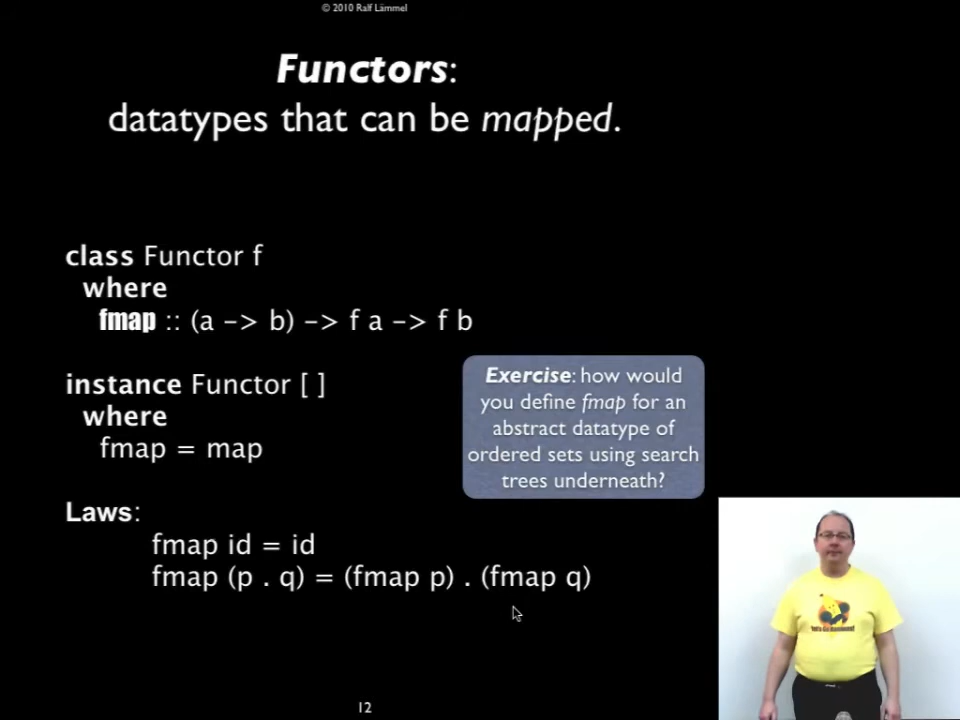 © 2010 Ralf Lämmel
Functors:
datatypes that can be mapped.
class Functor f
where
fmap :: (a -> b) -> f a -> f b
instance Functor [ ]
where
fmap = map
Exercise: how would
you define fmap for an
abstract datatype of
ordered sets using search
trees underneath?
Laws:
fmap id = id
fmap (p . q) = (fmap p) . (fmap q)
12